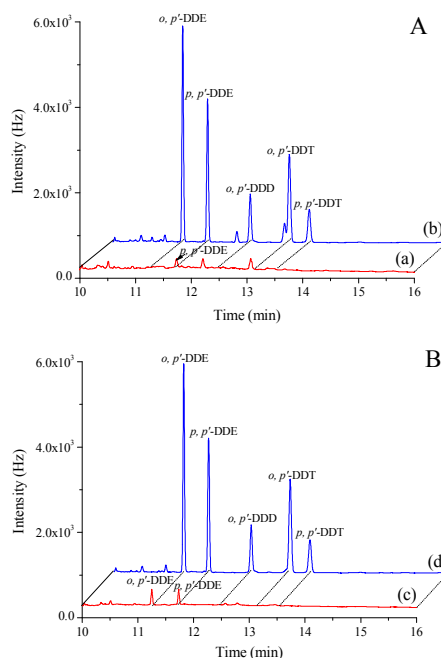 A
o, p'-DDE
6.0x10³
p, p'-DDE
4.0x10³
Intensity (Hz)
o, p'-DDT
o, p'-DDD
2.0x10³
p, p'-DDT
(b)
p, p'-DDE
(a)
0.0
10 11 12 13 14 15 16
Time (min)
B
o, p'-DDE
6.0x10³
p, p'-DDE
4.0x10³
Intensity (Hz)
o, p'-DDT
o, p'-DDD
2.0x10³
p, p'-DDT
(d)
o, p'-DDE
p, p'-DDE
(c)
0.0
10 11 12 13 14 15 16
Time (min)